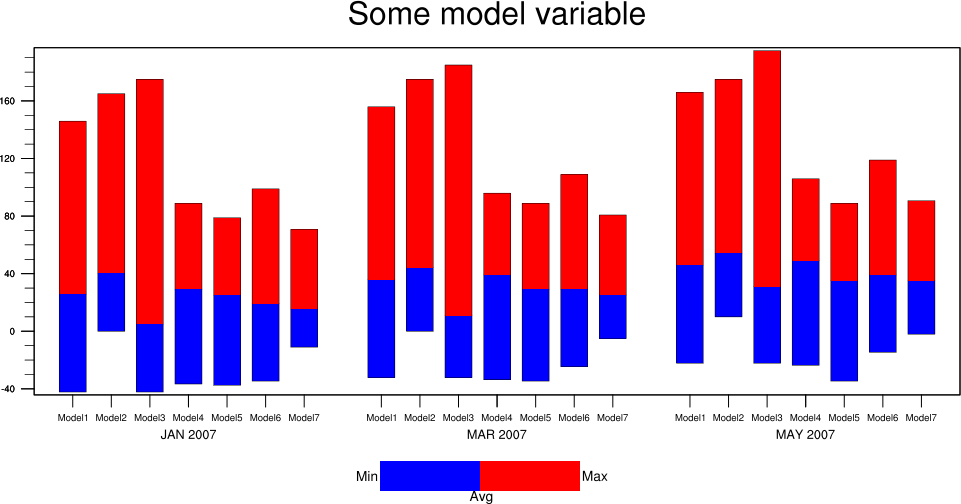 Some model variable
160
120
80
40
0
-40
Model1 Model2 Model3 Model4 Model5 Model6 Model7 Model1 Model2 Model3 Model4 Model5 Model6 Model7 Model1 Model2 Model3 Model4 Model5 Model6 Model7
JAN 2007 MAR 2007 MAY 2007
Min Max
Avg